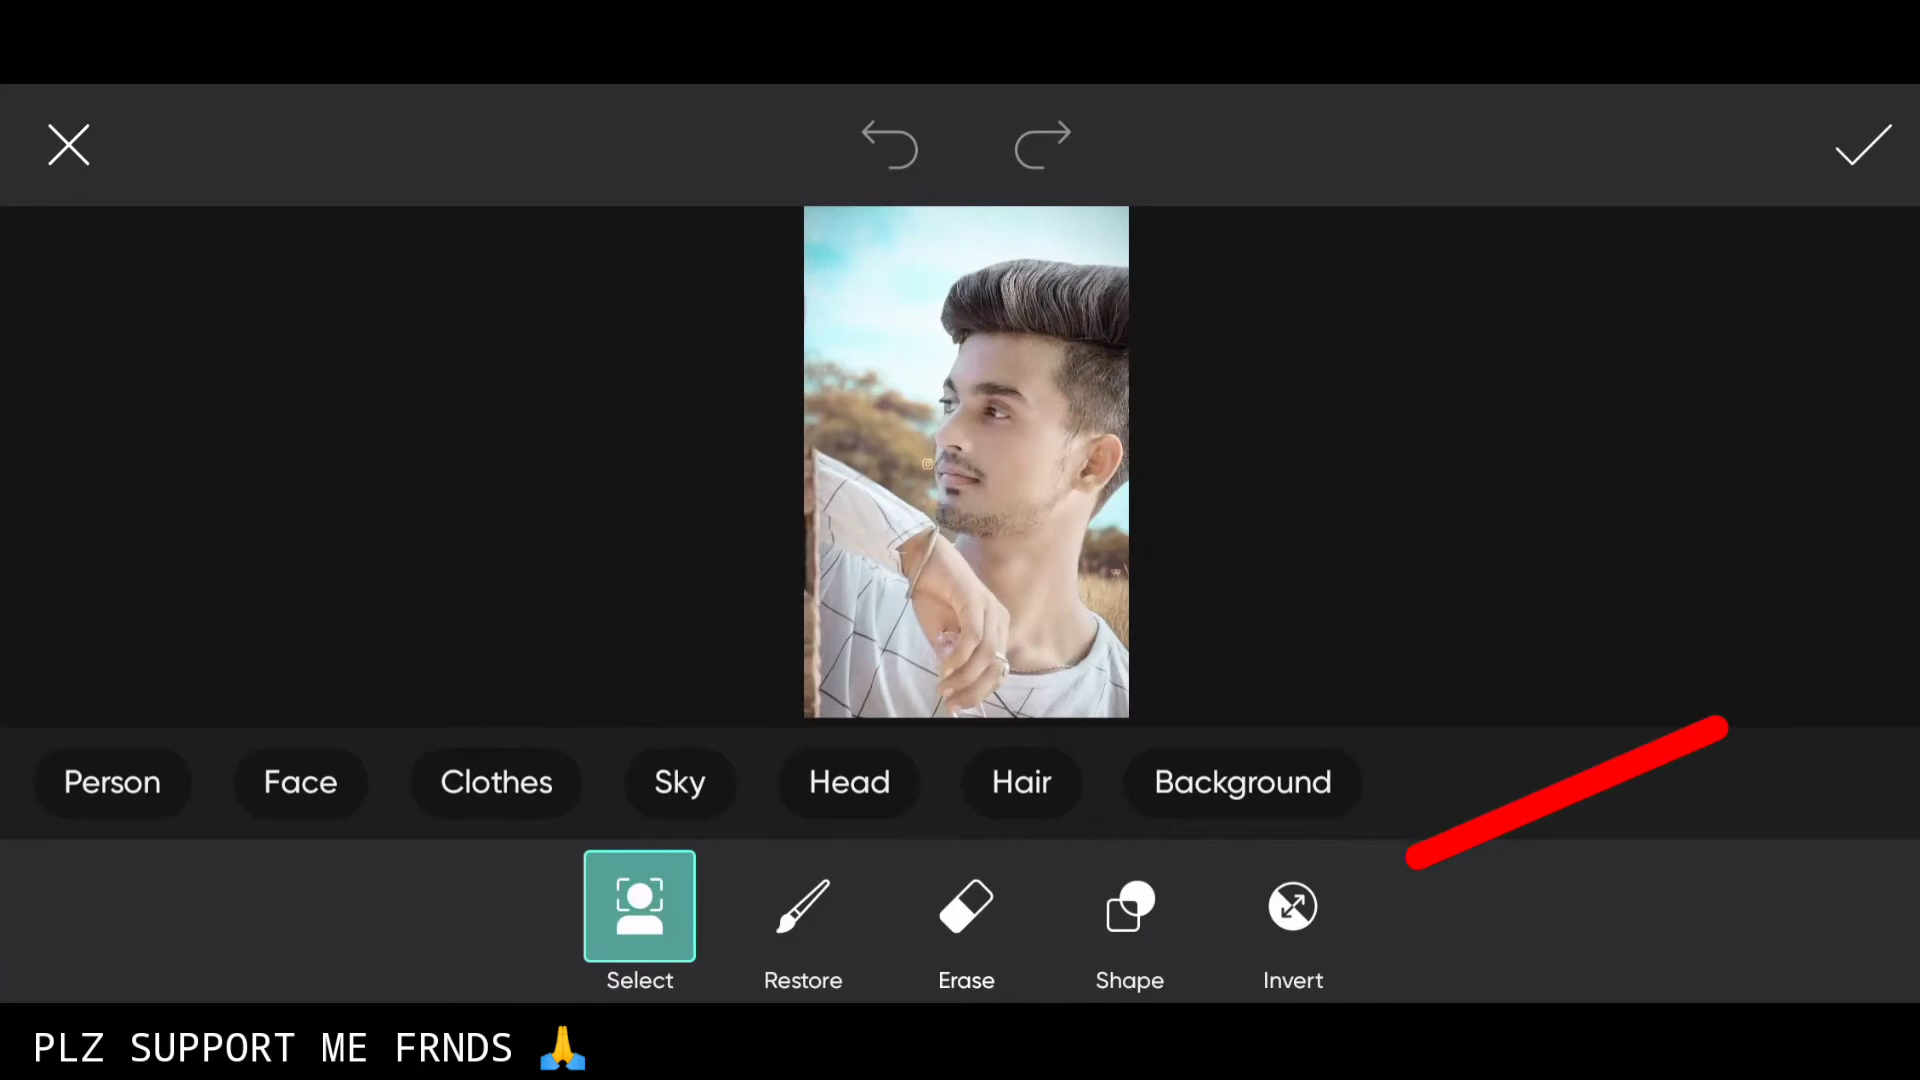 Person Face Clothes Sky Head Hair Background
Select Restore Erase Shape Invert
PLZ SUPPORT ME FRNDS 🙏